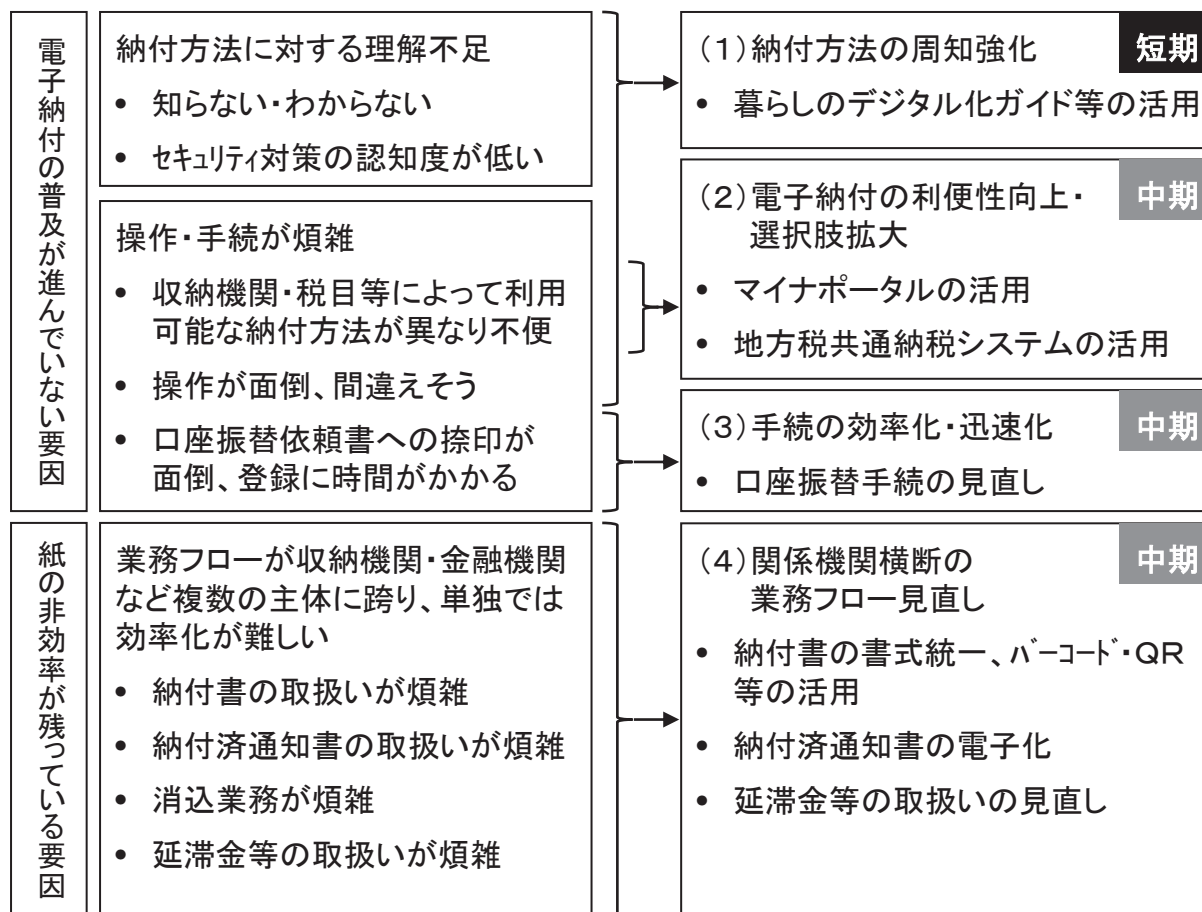 電子納付の普及が進んでいない要因
納付方法に対する理解不足
• 知らない・わからない
• セキュリティ対策の認知度が低い
操作・手続が煩雑
• 収納機関・税目等によって利用
可能な納付方法が異なり不便
• 操作が面倒、間違えそう
• 口座振替依頼書への捺印が
面倒、登録に時間がかかる
(1)納付方法の周知強化
短期
• 暮らしのデジタル化ガイド等の活用
(2)電子納付の利便性向上・
選択肢拡大
中期
• マイナポータルの活用
• 地方税共通納税システムの活用
(3)手続の効率化・迅速化
中期
• 口座振替手続の見直し
紙の非効率が残っている要因
業務フローが収納機関・金融機関
など複数の主体に跨り、単独では
効率化が難しい
• 納付書の取扱いが煩雑
• 納付済通知書の取扱いが煩雑
• 消込業務が煩雑
• 延滞金等の取扱いが煩雑
(4)関係機関横断の
業務フロー見直し
中期
• 納付書の書式統一、バーコード・QR
等の活用
• 納付済通知書の電子化
• 延滞金等の取扱いの見直し